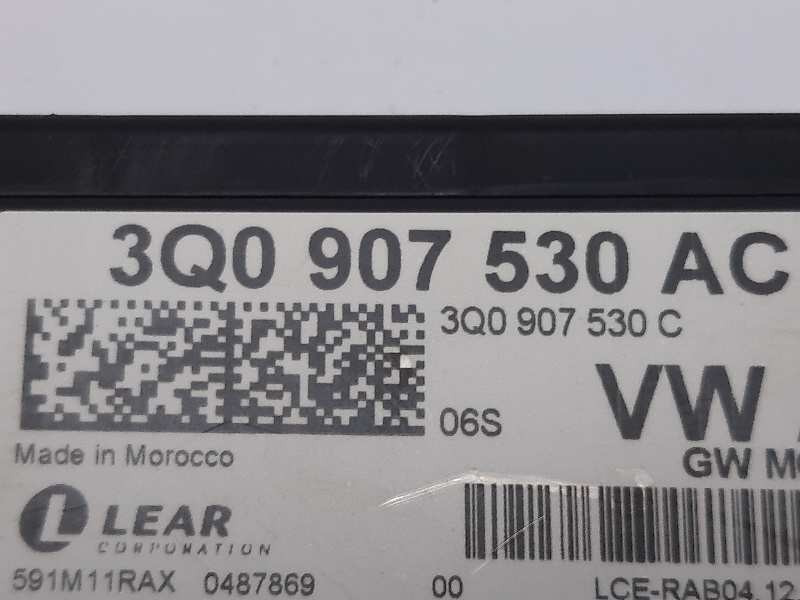 3Q0 907 530 AC
3Q0 907 530 C
06S
VW
GW
Made in Morocco
LEAR
CORPORATION
591M11RAX 0487869 00 LCE-RAB04.12